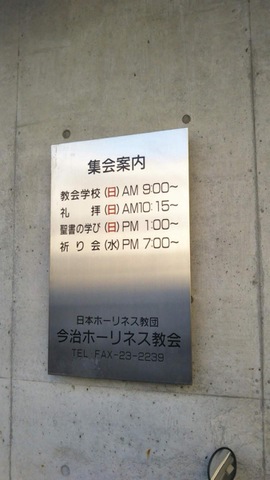 集会案内
教会学校(日)AM 9:00~
礼　拝(日)AM10:15~
聖書の学び(日)PM 1:00~
祈り会(水)PM 7:00~
日本ホーリネス教団
今治ホーリネス教会
TEL FAX-23-2239